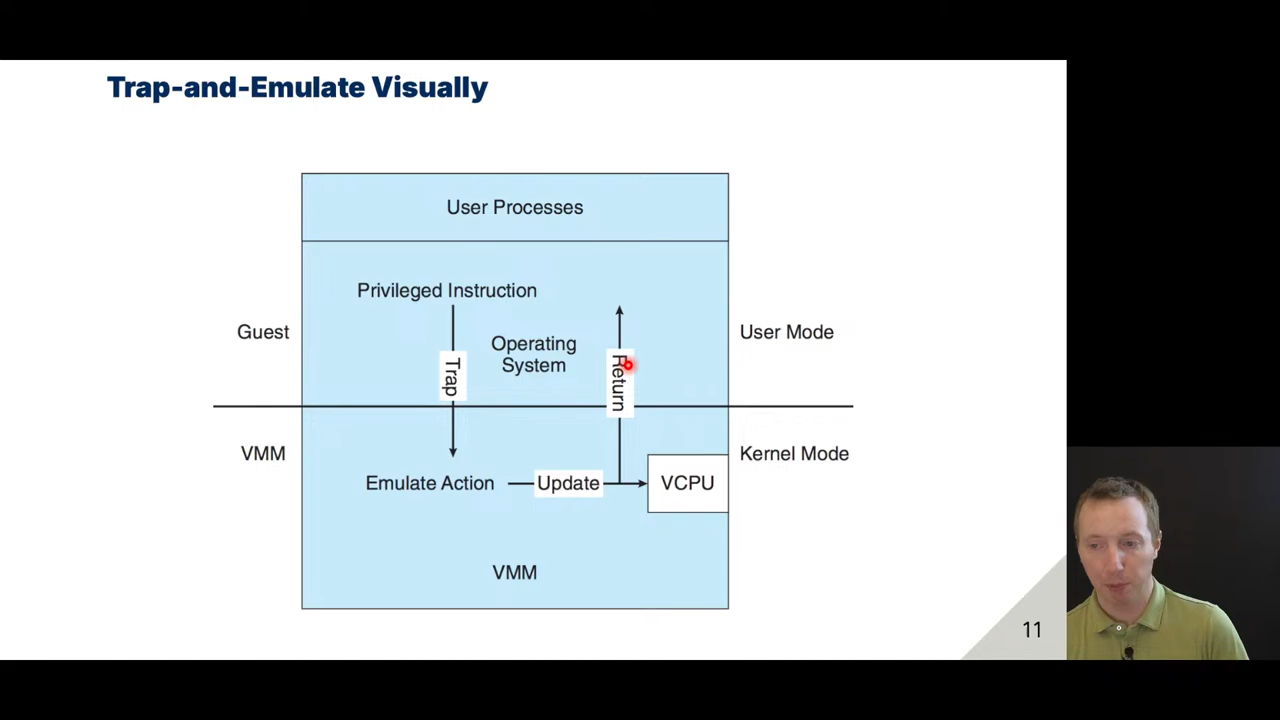 Trap-and-Emulate Visually
User Processes
Privileged Instruction
Guest
Trap
Operating
System
Return
User Mode
VMM
Kernel Mode
Emulate Action
Update
VCPU
VMM
11